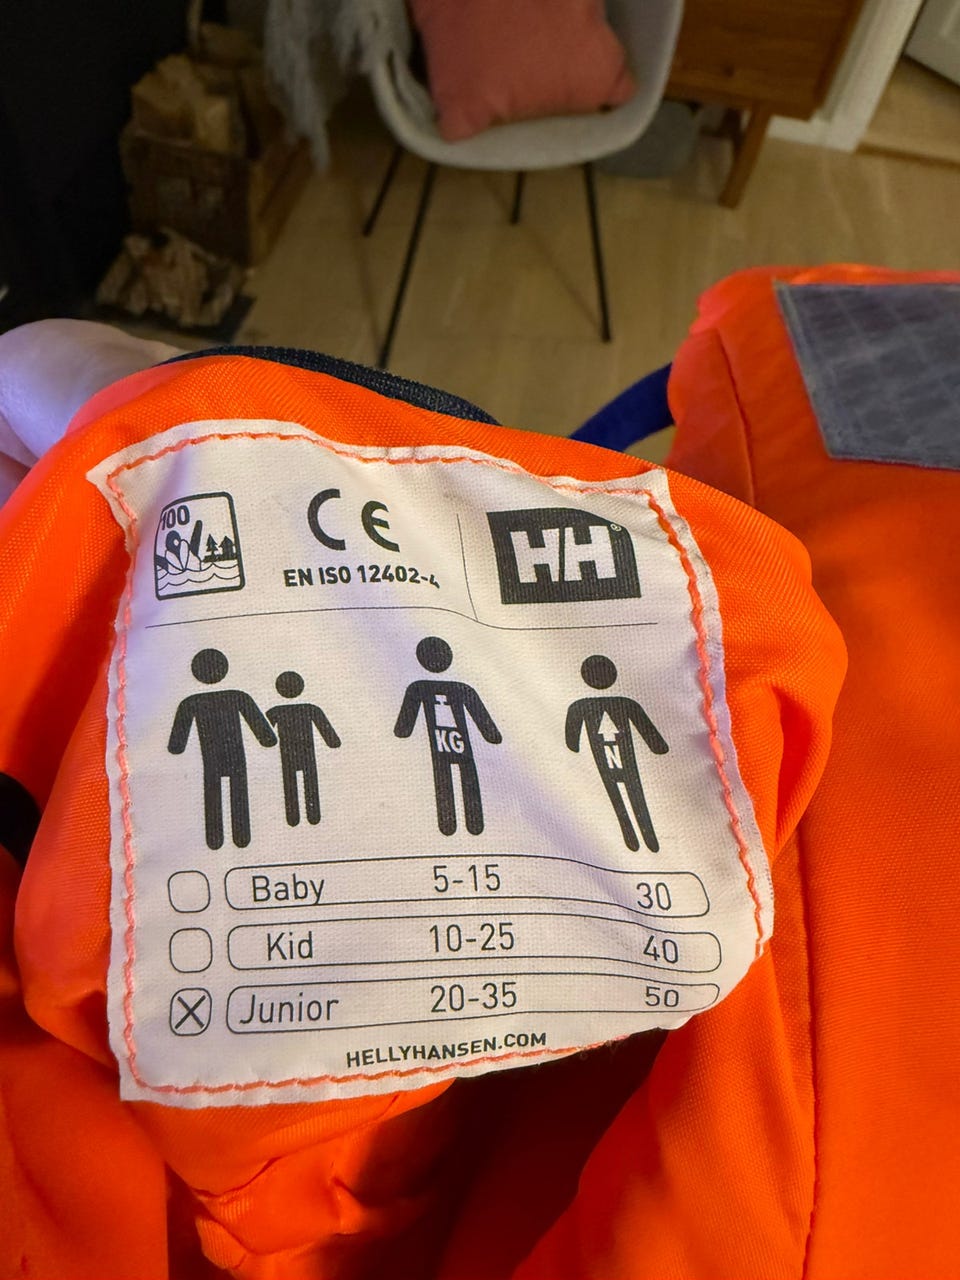 100
CE
EN ISO 12402-4
H/H®
KG
N
Baby 5-15 30
Kid 10-25 40
X Junior 20-35 50
HELLYHANSEN.COM